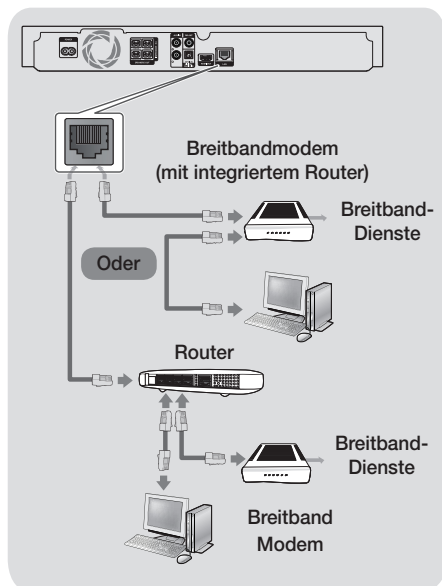 Breitbandmodem
(mit integriertem Router)
Breitband-
Dienste
Oder
Router
Breitband-
Dienste
Breitband
Modem